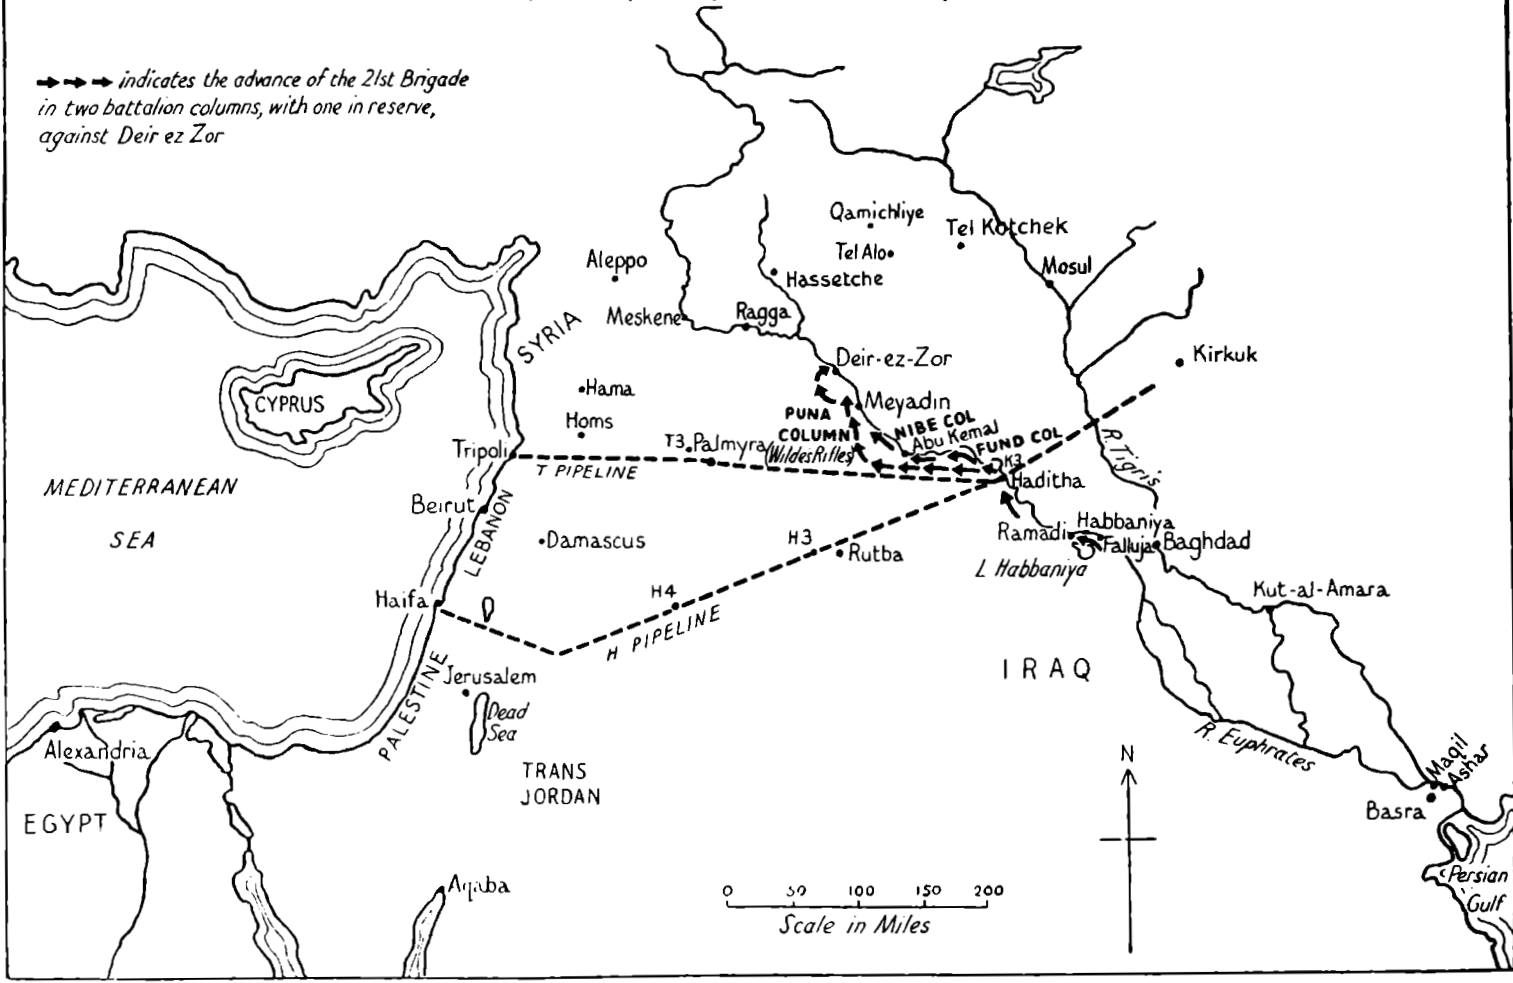 indicates the advance of the 21st Brigade
in two battalion columns, with one in reserve,
against Deir ez Zor
Qamichliye
Tel Kotchek
Tel Alo
Aleppo
Hassetche
Mosul
Meskene
Ragga
SYRIA
Deir-ez-Zor
Kirkuk
Hama
Meyadin
CYPRUS
Homs
PUNA
COLUMN
(Wilde's Rifles)
NIBE COL
Abu Kemal
FUND COL
K3
R. Tigris
Tripoli
T3
Palmyra
T PIPELINE
Haditha
MEDITERRANEAN
SEA
Beirut
LEBANON
Damascus
H3
Rutba
Ramadi
Habbaniya
Falluja
Baghdad
L Habbaniya
Haifa
H4
H PIPELINE
Kut-al-Amara
IRAQ
PALESTINE
Jerusalem
Dead
Sea
R. Euphrates
Alexandria
TRANS
JORDAN
N
Maqil
Ashar
Basra
EGYPT
Aqaba
Persian
Gulf
0 50 100 150 200
Scale in Miles